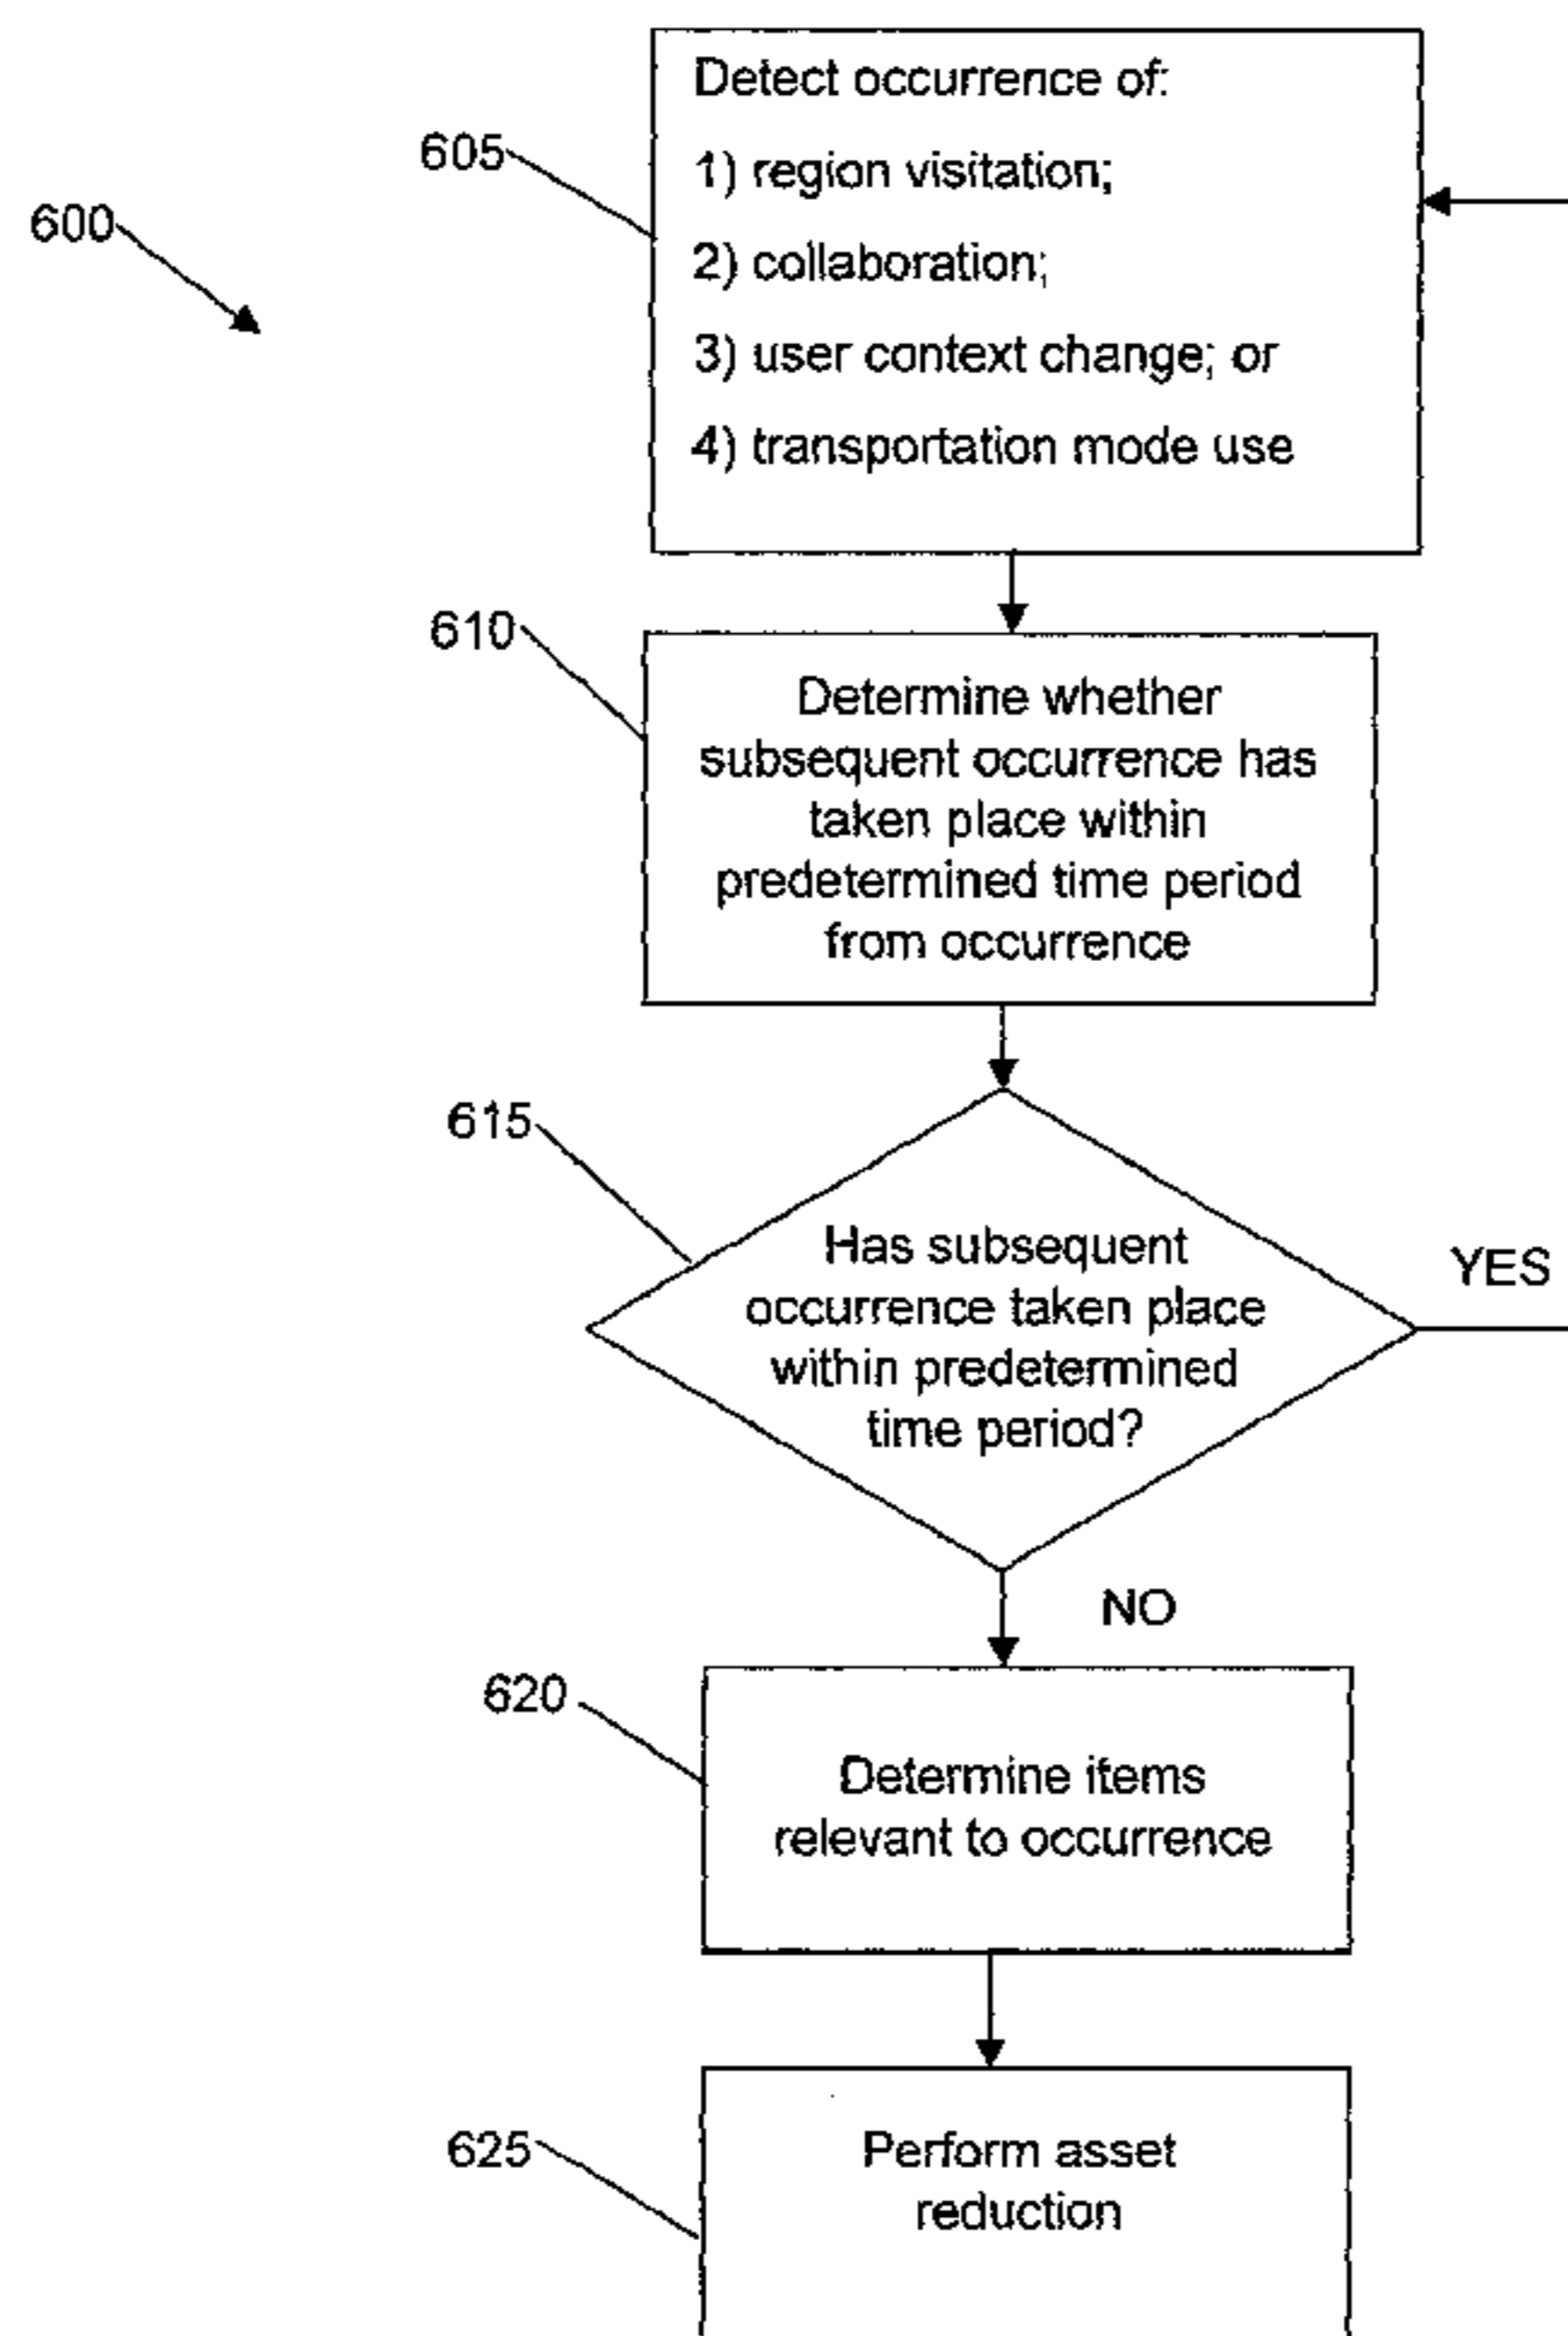 Detect occurrence of:
605
1) region visitation;
600
2) collaboration;
3) user context change; or
4) transportation mode use
610
Determine whether
subsequent occurrence has
taken place within
predetermined time period
from occurrence
615
Has subsequent
occurrence taken place
within predetermined
time period?
YES
NO
620
Determine items
relevant to occurrence
625
Perform asset
reduction